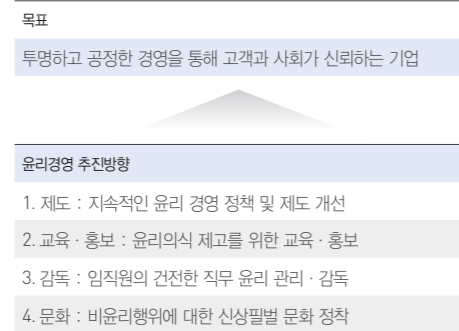 목표
투명하고 공정한 경영을 통해 고객과 사회가 신뢰하는 기업
윤리경영 추진방향
1. 제도 : 지속적인 윤리 경영 정책 및 제도 개선
2. 교육 · 홍보 : 윤리의식 제고를 위한 교육 · 홍보
3. 감독 : 임직원의 건전한 직무 윤리 관리 · 감독
4. 문화 : 비윤리행위에 대한 신상필벌 문화 정착